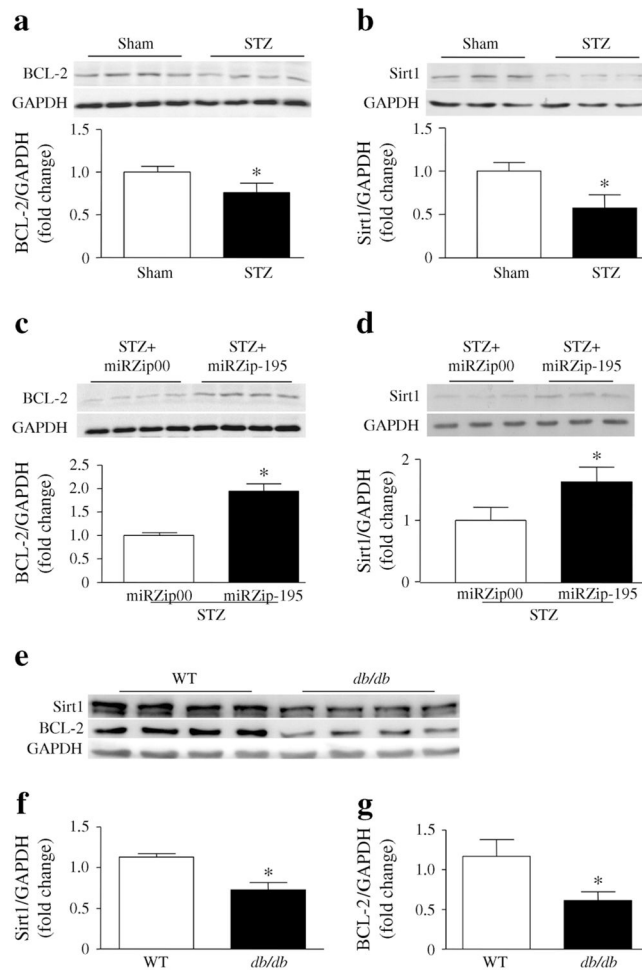 a
Sham STZ
BCL-2
GAPDH
BCL-2/GAPDH
(fold change)
1.5
1.0
0.5
0
*
Sham STZ
b
Sham STZ
Sirt1
GAPDH
Sirt1/GAPDH
(fold change)
1.5
1.0
0.5
0
*
Sham STZ
c
STZ+ STZ+
miRZip00 miRZip-195
BCL-2
GAPDH
BCL-2/GAPDH
(fold change)
2.5
2.0
1.5
1.0
0.5
0
*
miRZip00 miRZip-195
STZ
d
STZ+ STZ+
miRZip00 miRZip-195
Sirt1
GAPDH
Sirt1/GAPDH
(fold change)
2
1
0
*
miRZip00 miRZip-195
STZ
e
WT db/db
Sirt1
BCL-2
GAPDH
f
Sirt1/GAPDH
(fold change)
1.5
1.0
0.5
0
*
WT db/db
g
BCL-2/GAPDH
(fold change)
1.5
1.0
0.5
0
*
WT db/db